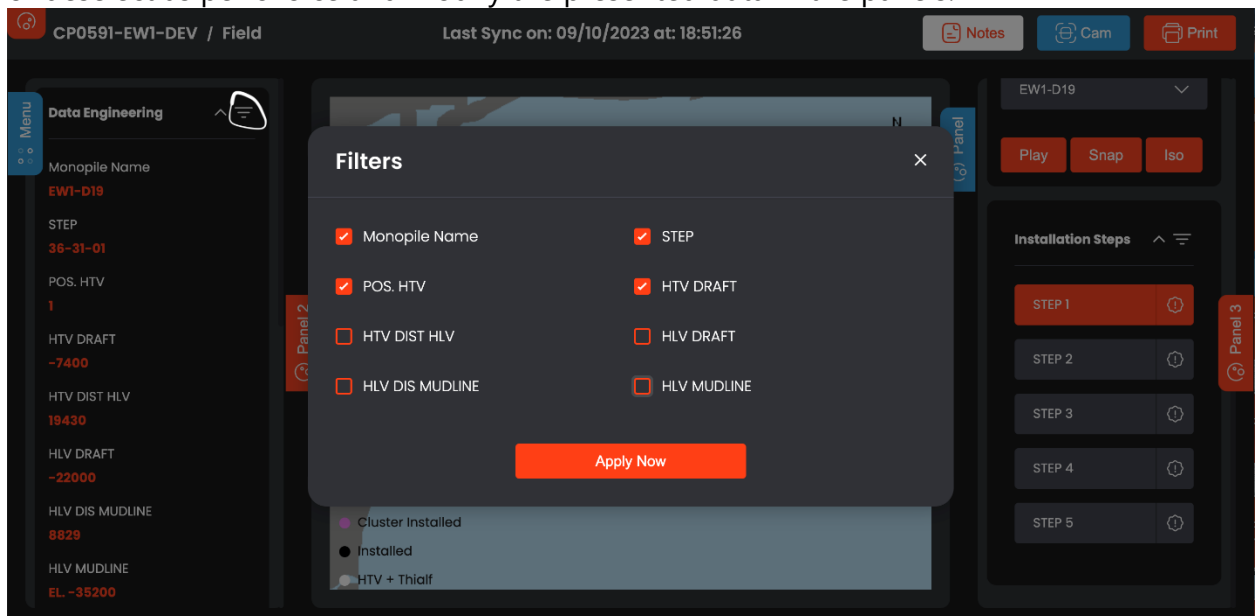 CP0591-EW1-DEV / Field
Last Sync on: 09/10/2023 at: 18:51:26
Notes
Cam
Print
Menu
Data Engineering
Monopile Name
EW1-D19
STEP
36-31-01
POS. HTV
1
HTV DRAFT
-7400
HTV DIST HLV
19430
HLV DRAFT
-22000
HLV DIS MUDLINE
8829
HLV MUDLINE
EL. -35200
Panel 2
N
Filters
Monopile Name
STEP
POS. HTV
HTV DRAFT
HTV DIST HLV
HLV DRAFT
HLV DIS MUDLINE
HLV MUDLINE
Apply Now
Cluster Installed
Installed
HTV + Thialf
Panel
EW1-D19
Play
Snap
Iso
Installation Steps
STEP 1
STEP 2
STEP 3
STEP 4
STEP 5
Panel 3